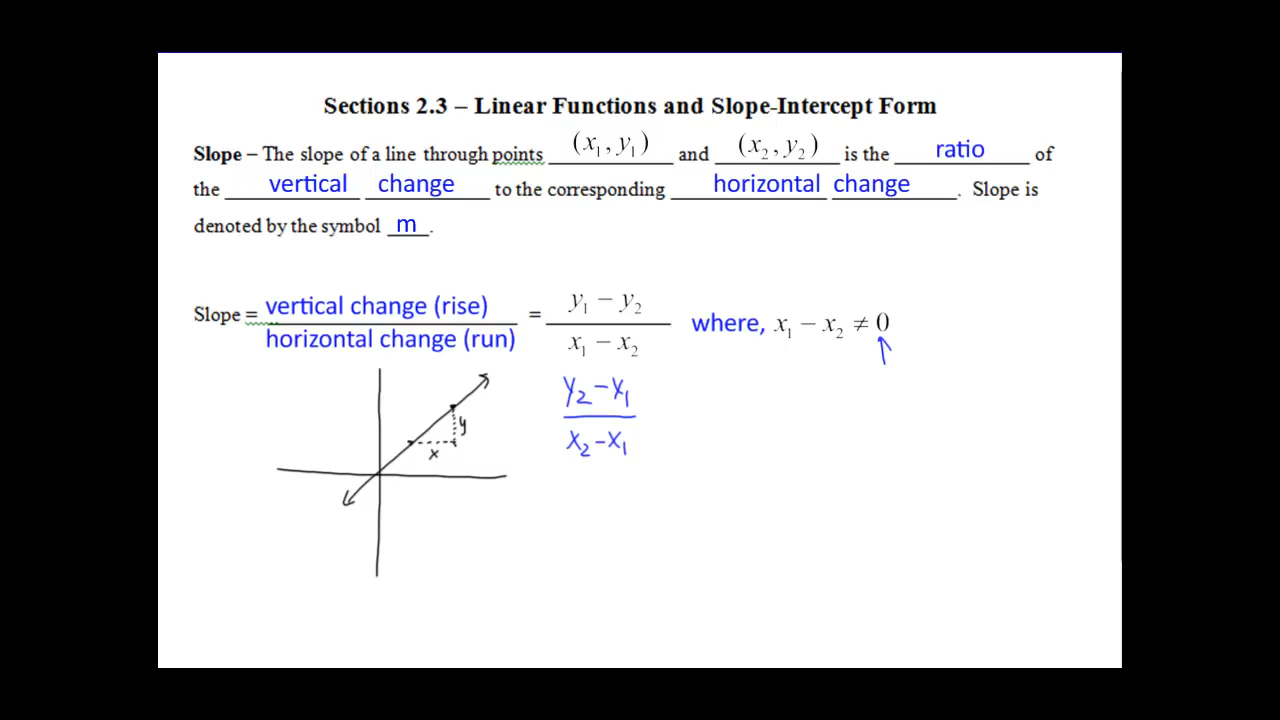 Sections 2.3 – Linear Functions and Slope-Intercept Form
Slope – The slope of a line through points (x₁, y₁) and (x₂, y₂) is the ratio of
the vertical change to the corresponding horizontal change. Slope is
denoted by the symbol m.
Slope = vertical change (rise) = y₁ − y₂ where, x₁ − x₂ ≠ 0
horizontal change (run) x₁ − x₂
y₂ − y₁
x₂ − x₁
y
x